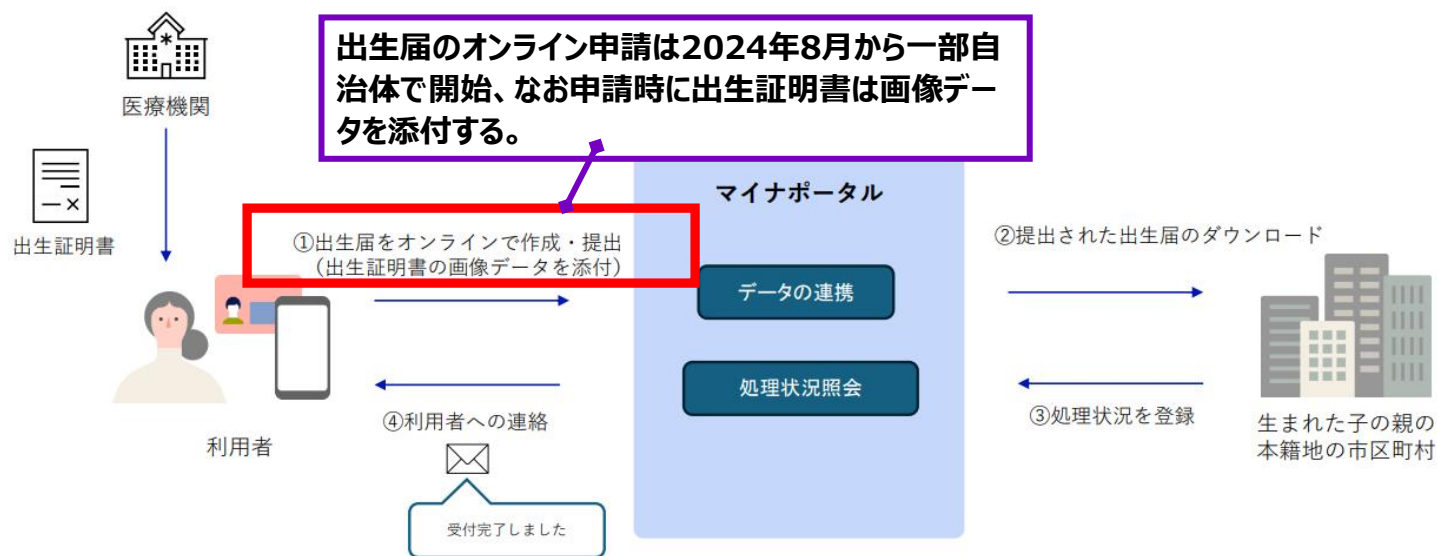 出生届のオンライン申請は2024年8月から一部自
治体で開始、なお申請時に出生証明書は画像デー
タを添付する。
医療機関
出生証明書
マイナポータル
①出生届をオンラインで作成・提出
（出生証明書の画像データを添付）
②提出された出生届のダウンロード
データの連携
処理状況照会
④利用者への連絡
③処理状況を登録
利用者
生まれた子の親の
本籍地の市区町村
受付完了しました